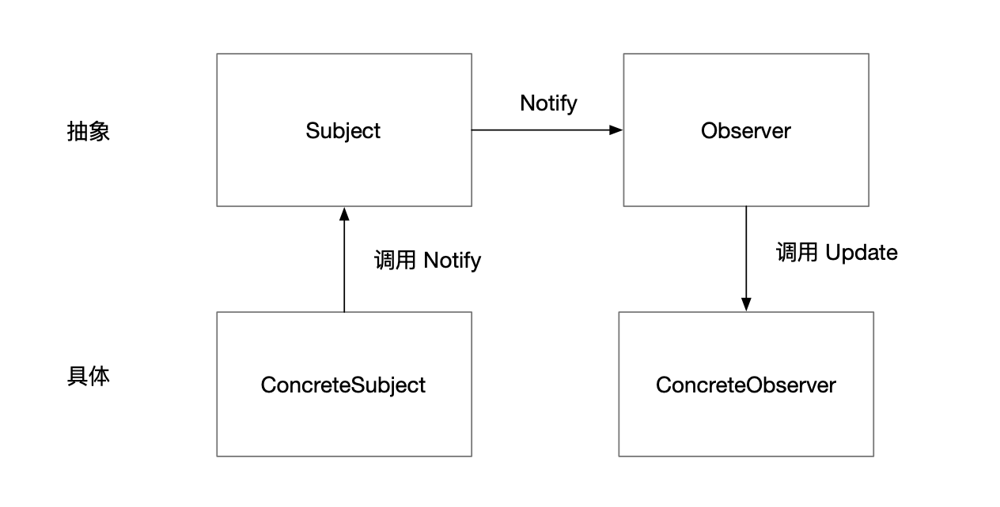 Notify
抽象
Subject
Observer
调用 Notify
调用 Update
具体
ConcreteSubject
ConcreteObserver